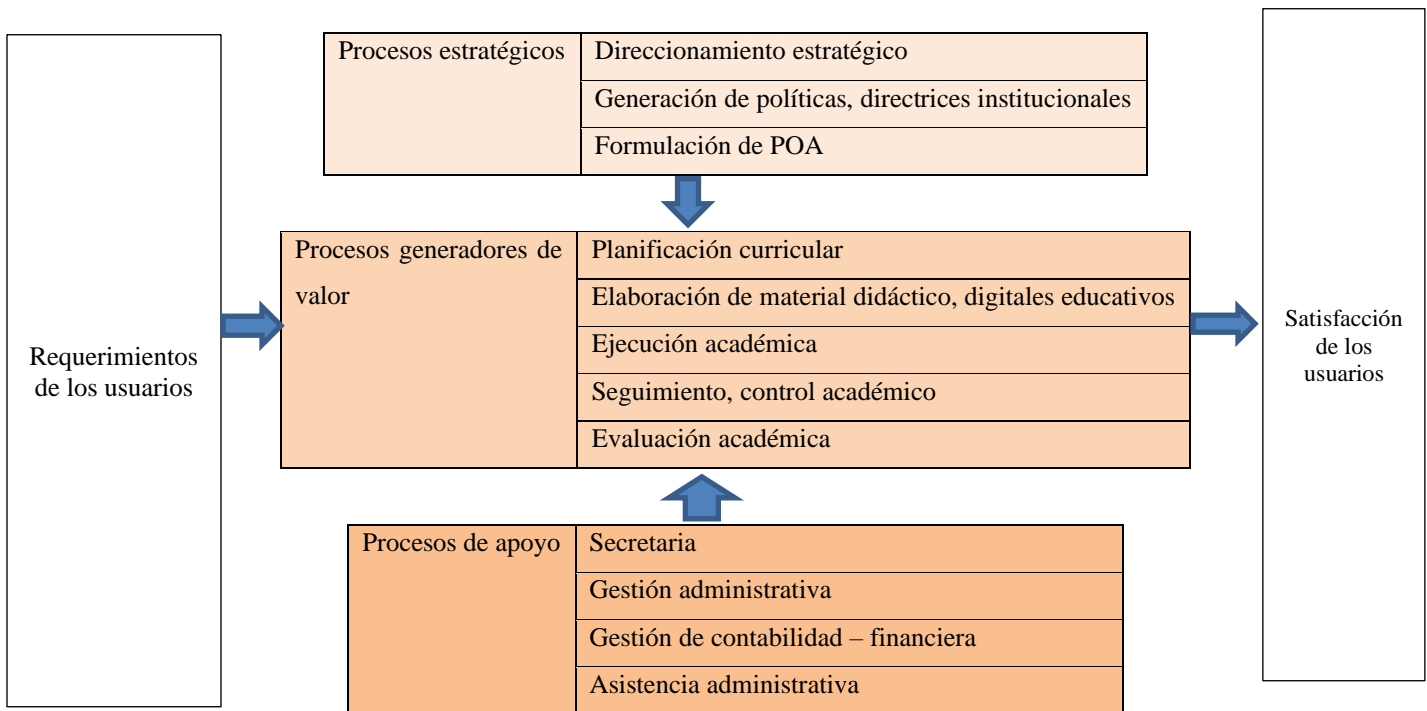 Requerimientos
de los usuarios
Procesos estratégicos
Direccionamiento estratégico
Generación de políticas, directrices institucionales
Formulación de POA
Procesos generadores de
valor
Planificación curricular
Elaboración de material didáctico, digitales educativos
Ejecución académica
Seguimiento, control académico
Evaluación académica
Procesos de apoyo
Secretaria
Gestión administrativa
Gestión de contabilidad – financiera
Asistencia administrativa
Satisfacción
de los
usuarios